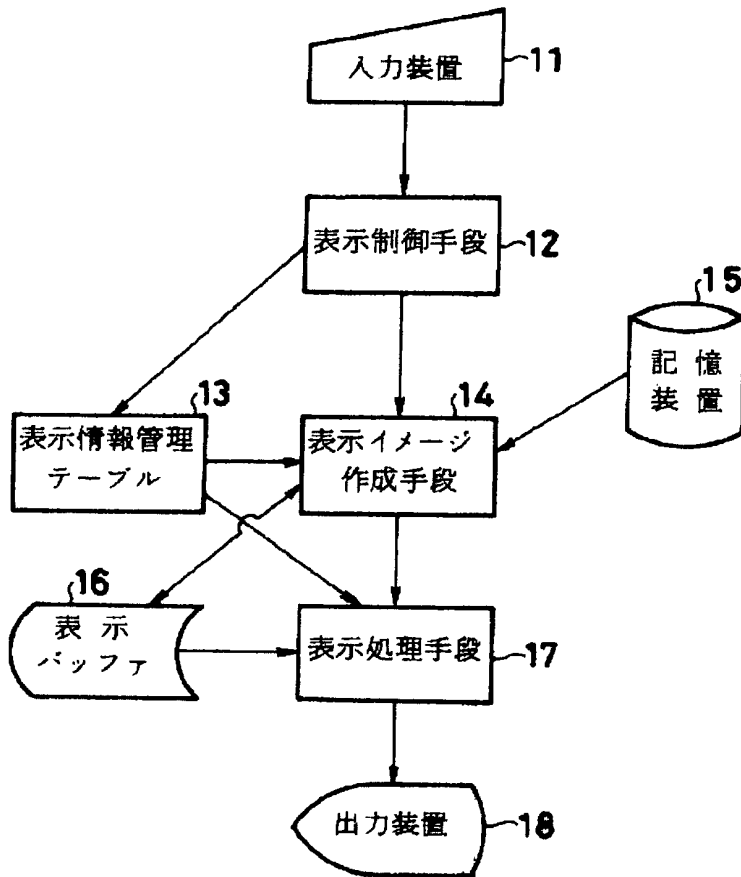 入力装置
11
表示制御手段
12
15
記憶
装置
13
表示情報管理
テーブル
14
表示イメージ
作成手段
16
表示
バッファ
表示処理手段
17
出力装置
18